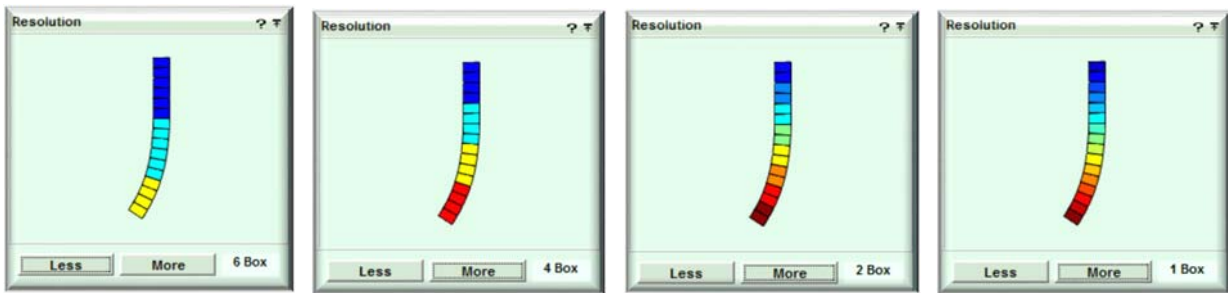 Resolution ?
Less More 6 Box
Resolution ?
Less More 4 Box
Resolution ?
Less More 2 Box
Resolution ?
Less More 1 Box